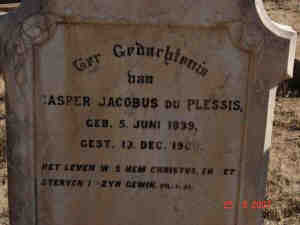 Ter Gedachtenis
van
CASPER JACOBUS DU PLESSIS,
GEB. 5. JUNI 1839,
GEST. DEC.
HET LEVEN HEM CHRISTUS, EN
STERVEN ZYN GEWIN.